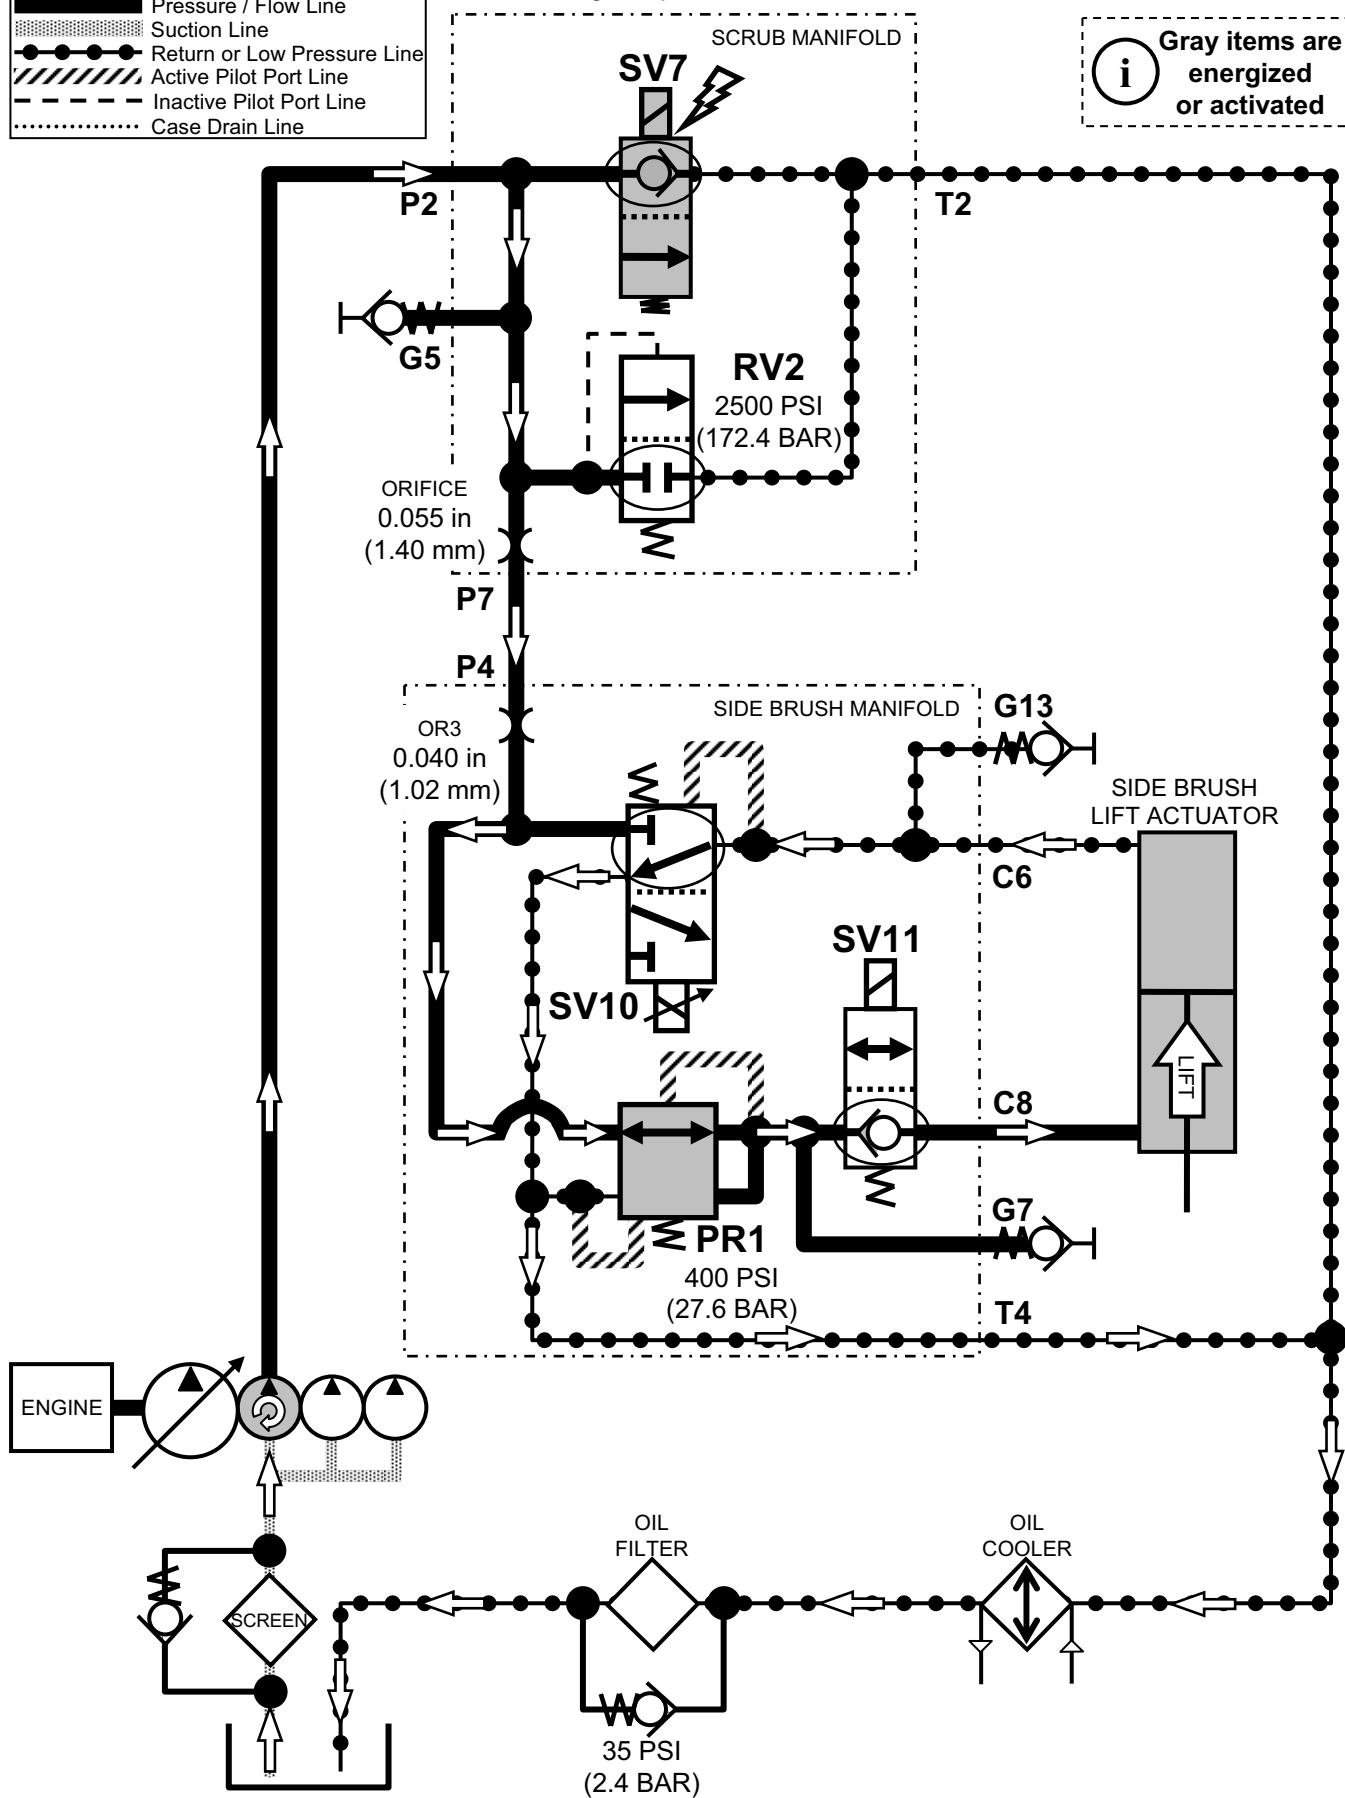 Pressure / Flow Line
Suction Line
Return or Low Pressure Line
Active Pilot Port Line
Inactive Pilot Port Line
Case Drain Line
SCRUB MANIFOLD
i
Gray items are
energized
or activated
SV7
P2
T2
G5
RV2
2500 PSI
(172.4 BAR)
ORIFICE
0.055 in
(1.40 mm)
P7
P4
SIDE BRUSH MANIFOLD
G13
OR3
0.040 in
(1.02 mm)
SIDE BRUSH
LIFT ACTUATOR
C6
SV11
SV10
LIFT
C8
G7
PR1
400 PSI
(27.6 BAR)
T4
ENGINE
OIL
FILTER
OIL
COOLER
SCREEN
35 PSI
(2.4 BAR)